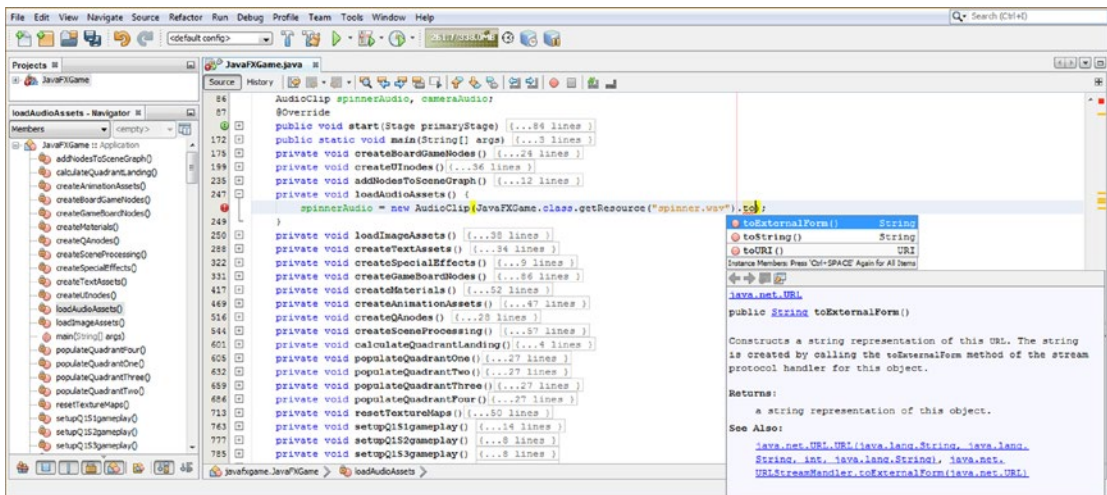 File Edit View Navigate Source Refactor Run Debug Profile Team Tools Window Help
Search (Ctrl+I)
<default config>
Projects
JavaFXGame
loadAudioAssets - Navigator
Members
<empty>
JavaFXGame :: Application
addNodesToSceneGraph()
calculateQuadrantLanding()
createAnimationAssets()
createBoardGameNodes()
createGameBoardNodes()
createMaterials()
createQAnodes()
createSceneProcessing()
createSpecialEffects()
createTextAssets()
createUInodes()
loadAudioAssets()
loadImageAssets()
main(String[] args)
populateQuadrantFour()
populateQuadrantOne()
populateQuadrantThree()
populateQuadrantTwo()
resetTextureMaps()
setupQ1S1gameplay()
setupQ1S2gameplay()
setupQ1S3gameplay()
JavaFXGame.java
Source History
86 AudioClip spinnerAudio, cameraAudio;
87 @Override
public void start(Stage primaryStage) {...84 lines }
172 public static void main(String[] args) {...3 lines }
175 private void createBoardGameNodes() {...24 lines }
199 private void createUInodes() {...36 lines }
235 private void addNodesToSceneGraph() {...12 lines }
247 private void loadAudioAssets() {
spinnerAudio = new AudioClip(JavaFXGame.class.getResource("spinner.wav").to);
249 }
250 private void loadImageAssets() {...38 lines }
288 private void createTextAssets() {...34 lines }
322 private void createSpecialEffects() {...9 lines }
331 private void createGameBoardNodes() {...86 lines }
417 private void createMaterials() {...52 lines }
469 private void createAnimationAssets() {...47 lines }
516 private void createQAnodes() {...28 lines }
544 private void createSceneProcessing() {...57 lines }
601 private void calculateQuadrantLanding() {...4 lines }
605 private void populateQuadrantOne() {...27 lines }
632 private void populateQuadrantTwo() {...27 lines }
659 private void populateQuadrantThree() {...27 lines }
686 private void populateQuadrantFour() {...27 lines }
713 private void resetTextureMaps() {...50 lines }
763 private void setupQ1S1gameplay() {...14 lines }
777 private void setupQ1S2gameplay() {...8 lines }
785 private void setupQ1S3gameplay() {...8 lines }
javafxgame.JavaFXGame
loadAudioAssets
toExternalForm() String
toString() String
toURI() URI
Instance Members; Press 'Ctrl+SPACE' Again for All Items
java.net.URL
public String toExternalForm()
Constructs a string representation of this URL. The string
is created by calling the toExternalForm method of the stream
protocol handler for this object.
Returns:
a string representation of this object.
See Also:
java.net.URL.URL(java.lang.String, java.lang.
String, int, java.lang.String), java.net.
URLStreamHandler.toExternalForm(java.net.URL)